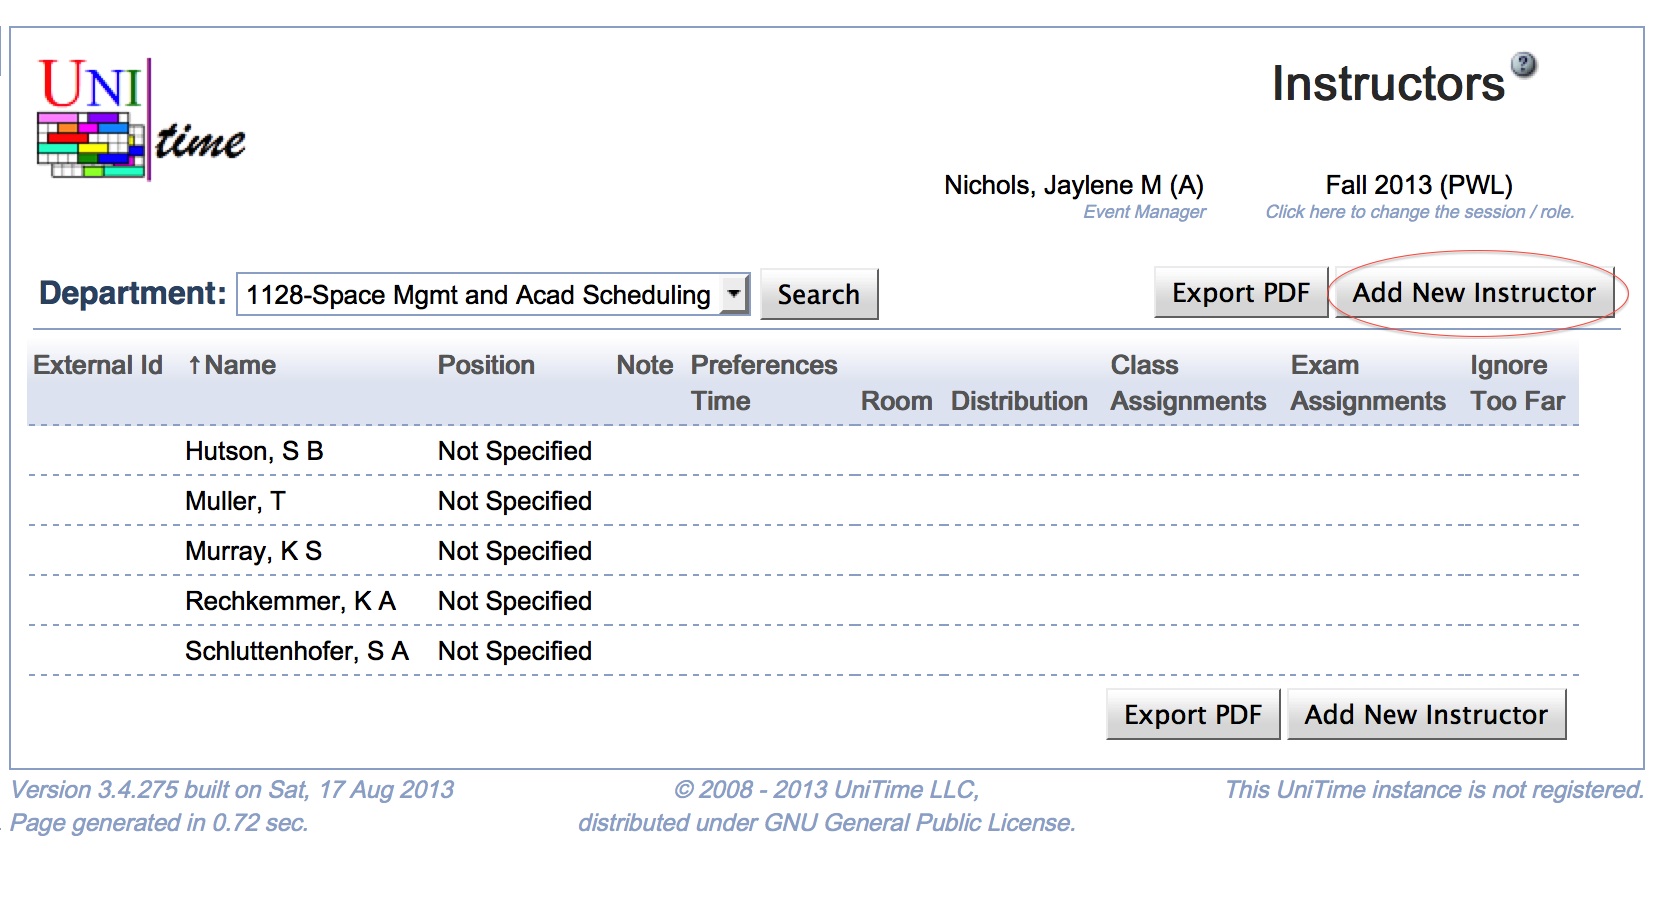 UNI
time
Instructors ?
Nichols, Jaylene M (A) Fall 2013 (PWL)
Event Manager Click here to change the session / role.
Department: 1128-Space Mgmt and Acad Scheduling Search Export PDF Add New Instructor
External Id ↑Name Position Note Preferences Class Exam Ignore
Time Room Distribution Assignments Assignments Too Far
Hutson, S B Not Specified
Muller, T Not Specified
Murray, K S Not Specified
Rechkemmer, K A Not Specified
Schluttenhofer, S A Not Specified
Export PDF Add New Instructor
Version 3.4.275 built on Sat, 17 Aug 2013 © 2008 - 2013 UniTime LLC, This UniTime instance is not registered.
Page generated in 0.72 sec. distributed under GNU General Public License.